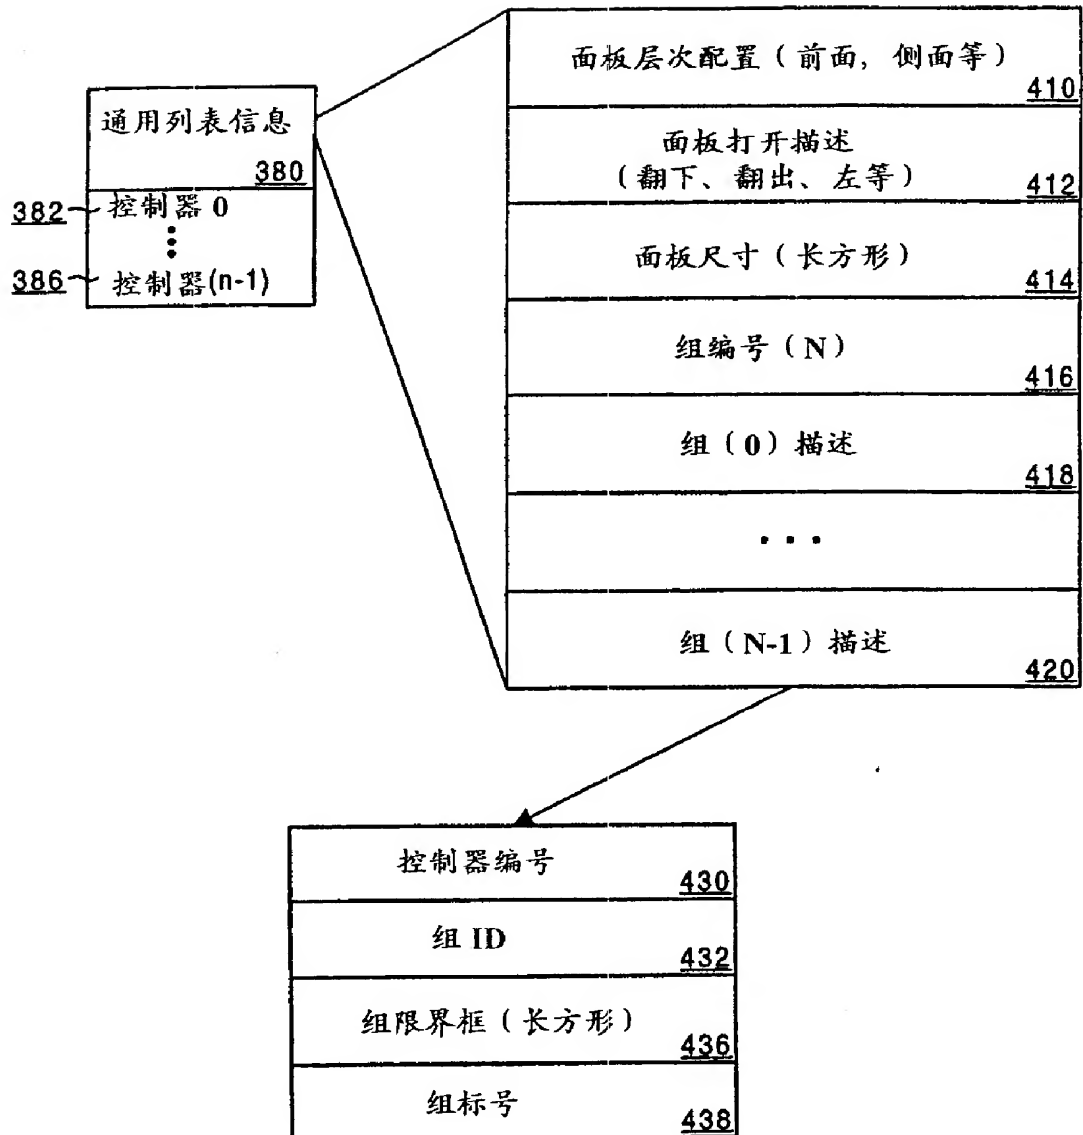 通用列表信息
380
382
控制器 0
386
控制器(n-1)
面板层次配置（前面，侧面等）
410
面板打开描述
（翻下、翻出、左等）
412
面板尺寸（长方形）
414
组编号（N）
416
组（0）描述
418
• • •
组（N-1）描述
420
控制器编号
430
组 ID
432
组限界框（长方形）
436
组标号
438